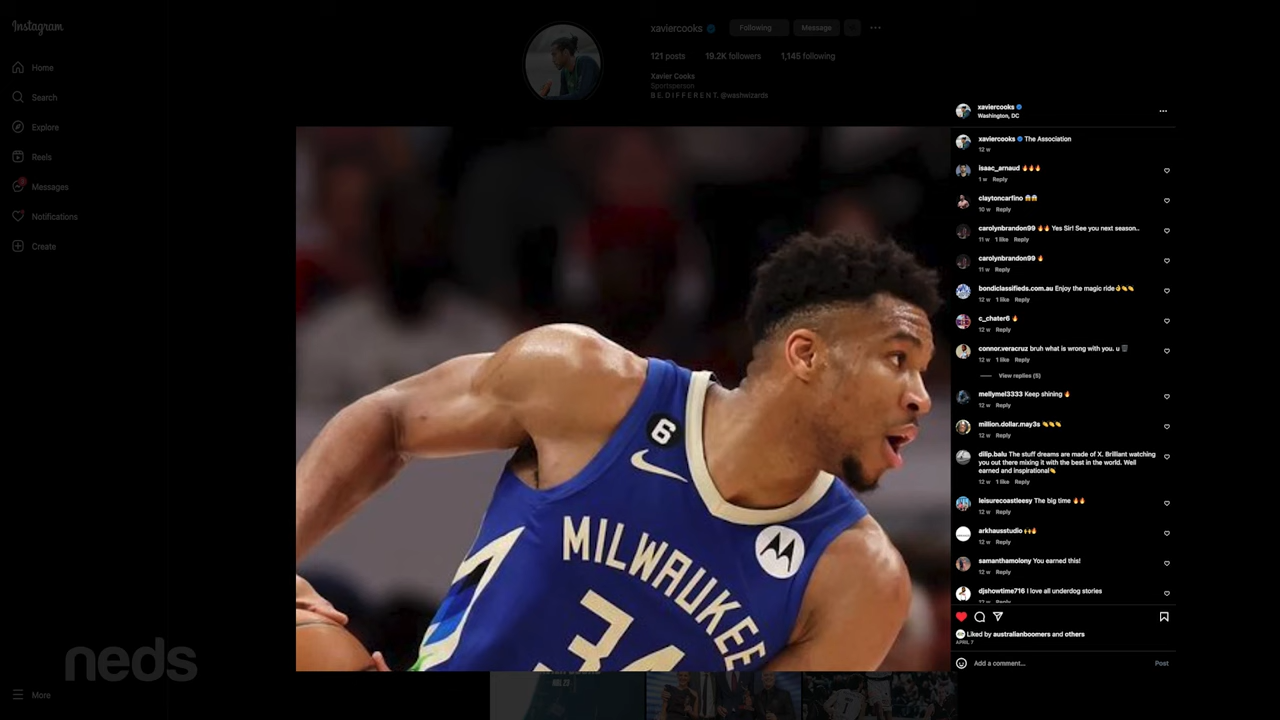 Instagram
Home
Search
Explore
Reels
Messages
Notifications
Create
More
neds
xaviercooks
Following
Message
121 posts 19.2K followers 1,145 following
Xavier Cooks
Sportsperson
B.E. D.I.F.F.E.R.E.N.T. @washwizards
6
MILWAUKEE
34
xaviercooks
Washington, DC
xaviercooks The Association
12 w
isaac_arnaud 🔥🔥🔥
1 w Reply
claytoncarfino 😱😱
10 w Reply
carolynbrandon99 🔥🔥 Yes Sir! See you next season..
11 w 1 like Reply
carolynbrandon99 🔥
11 w Reply
bondiclassifieds.com.au Enjoy the magic ride👌👏👏
12 w 1 like Reply
c_chater6 🔥
12 w Reply
connor.veracruz bruh what is wrong with you. u 🗑️
12 w 1 like Reply
View replies (5)
mellymel3333 Keep shining 🔥
12 w Reply
million.dollar.may3s 👏👏👏
12 w Reply
dilip.balu The stuff dreams are made of X. Brilliant watching
you out there mixing it with the best in the world. Well
earned and inspirational👏
12 w 1 like Reply
leisurecoastleesy The big time 🔥🔥
12 w Reply
arkhausstudio 🙌🔥
12 w Reply
samanthamolony You earned this!
12 w Reply
djshowtime716 I love all underdog stories
12 w Reply
Liked by australianboomers and others
APRIL 7
Add a comment...
Post